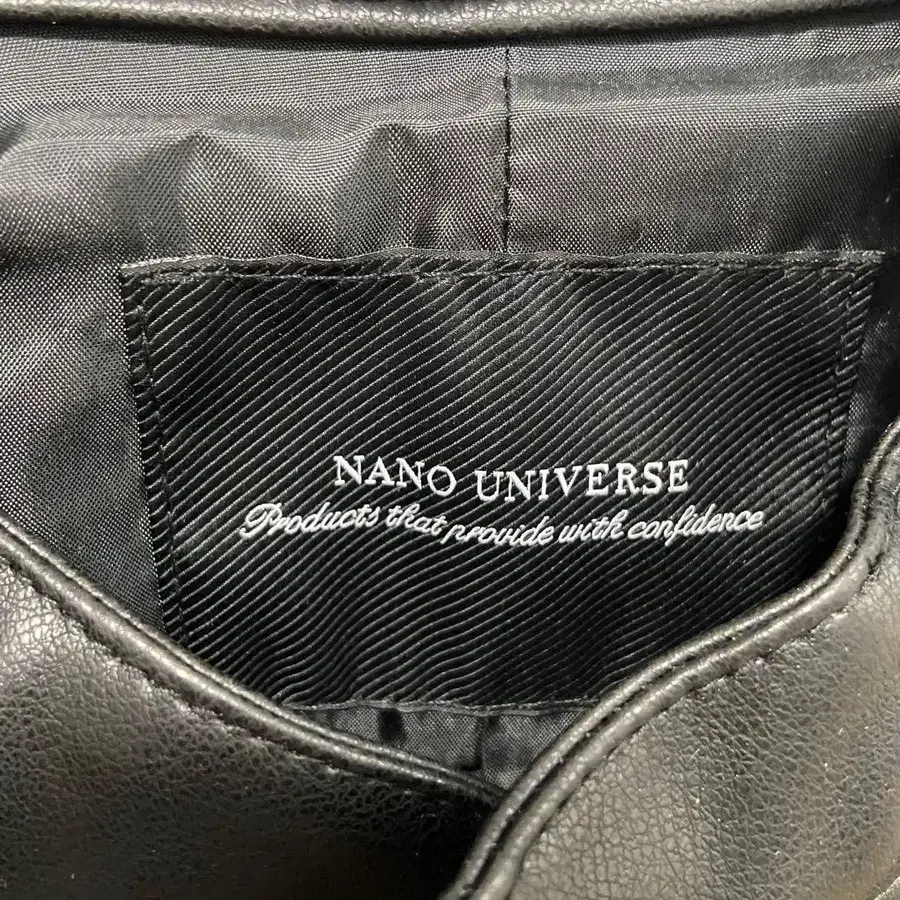 NANO UNIVERSE
Products that provide with confidence